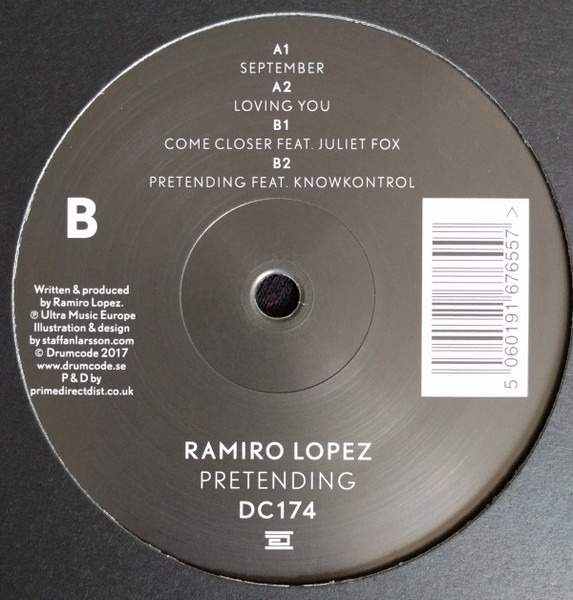 A1
SEPTEMBER
A2
LOVING YOU
B1
COME CLOSER FEAT. JULIET FOX
B2
PRETENDING FEAT. KNOWKONTROL
B
Written & produced
by Ramiro Lopez.
℗ Ultra Music Europe
Illustration & design
by staffanlarsson.com
© Drumcode 2017
www.drumcode.se
P & D by
primedirectdist.co.uk
5 060191 676557 >
RAMIRO LOPEZ
PRETENDING
DC174